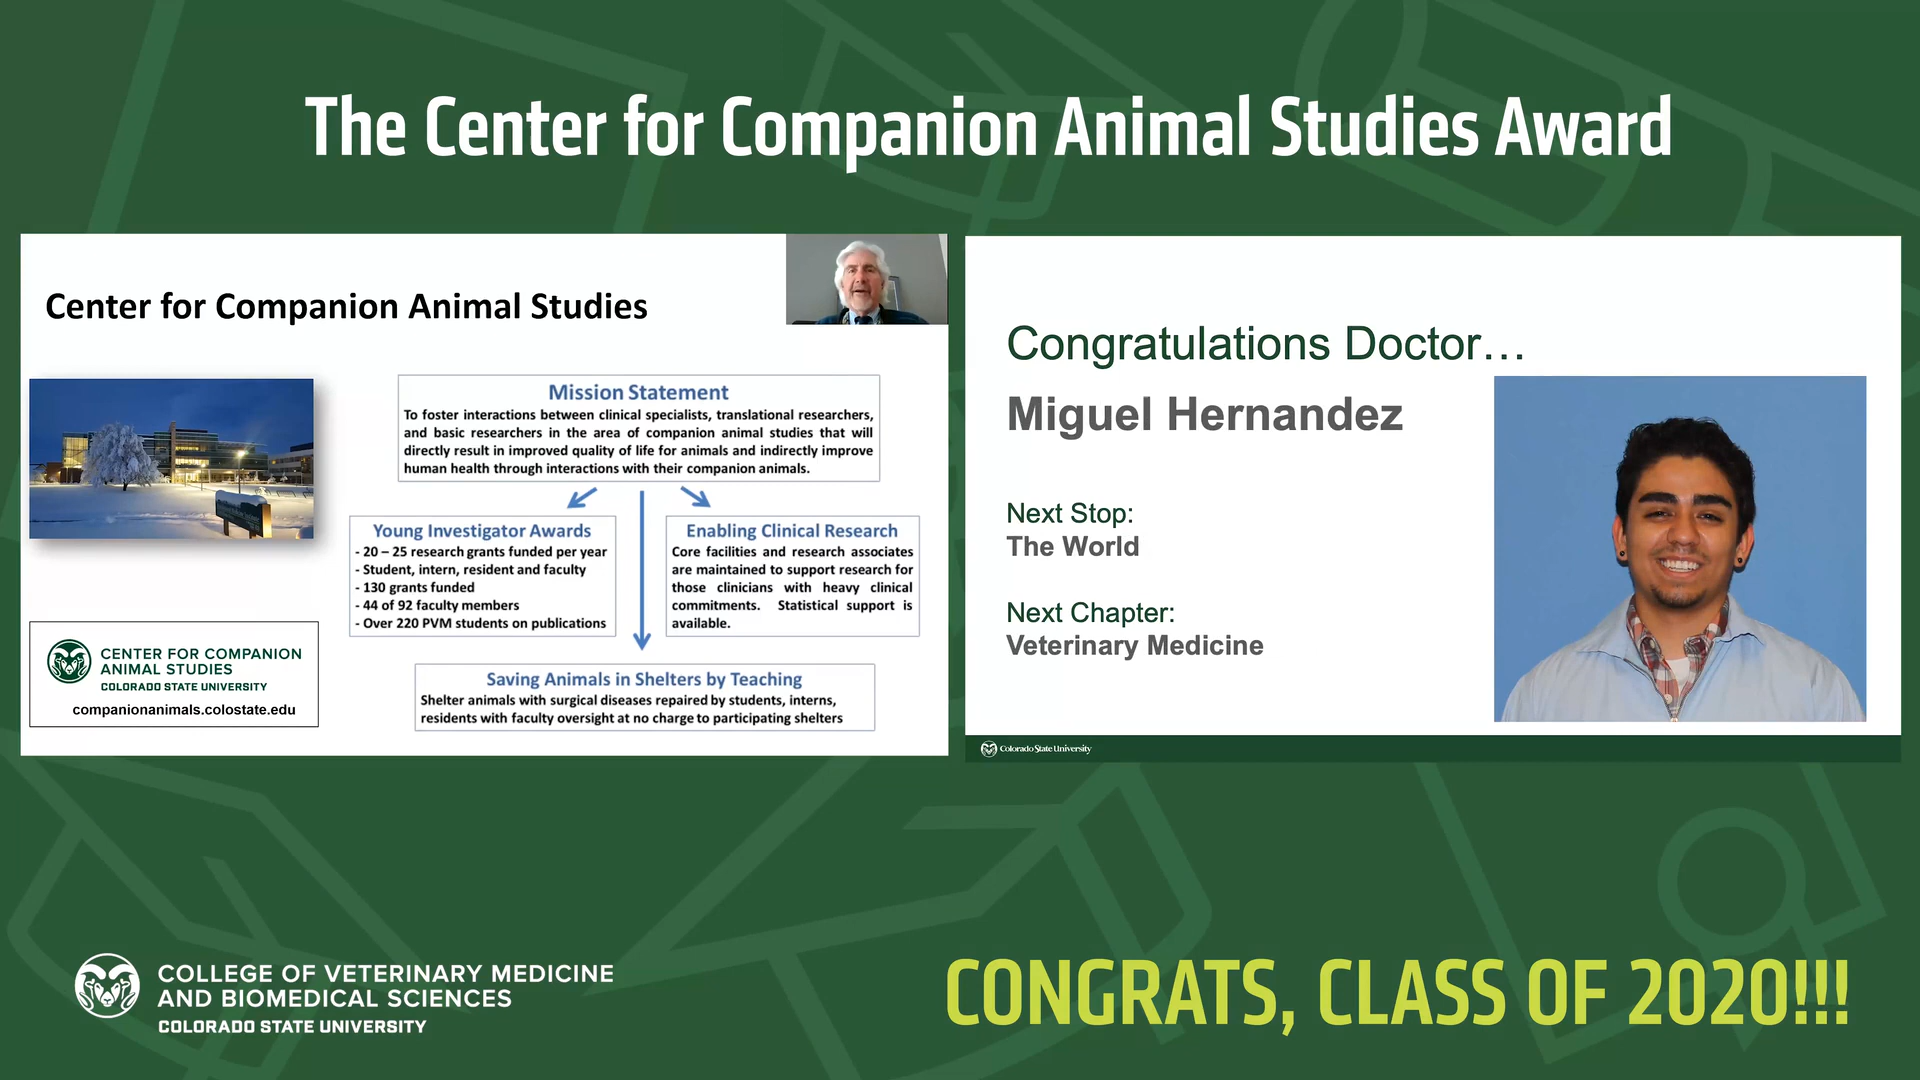 The Center for Companion Animal Studies Award
Center for Companion Animal Studies
Mission Statement
To foster interactions between clinical specialists, translational researchers,
and basic researchers in the area of companion animal studies that will
directly result in improved quality of life for animals and indirectly improve
human health through interactions with their companion animals.
Young Investigator Awards
- 20 – 25 research grants funded per year
- Student, intern, resident and faculty
- 130 grants funded
- 44 of 92 faculty members
- Over 220 PVM students on publications
Enabling Clinical Research
Core facilities and research associates
are maintained to support research for
those clinicians with heavy clinical
commitments. Statistical support is
available.
Saving Animals in Shelters by Teaching
Shelter animals with surgical diseases repaired by students, interns,
residents with faculty oversight at no charge to participating shelters
CENTER FOR COMPANION
ANIMAL STUDIES
COLORADO STATE UNIVERSITY
companionanimals.colostate.edu
Congratulations Doctor…
Miguel Hernandez
Next Stop:
The World
Next Chapter:
Veterinary Medicine
Colorado State University
COLLEGE OF VETERINARY MEDICINE
AND BIOMEDICAL SCIENCES
COLORADO STATE UNIVERSITY
CONGRATS, CLASS OF 2020!!!